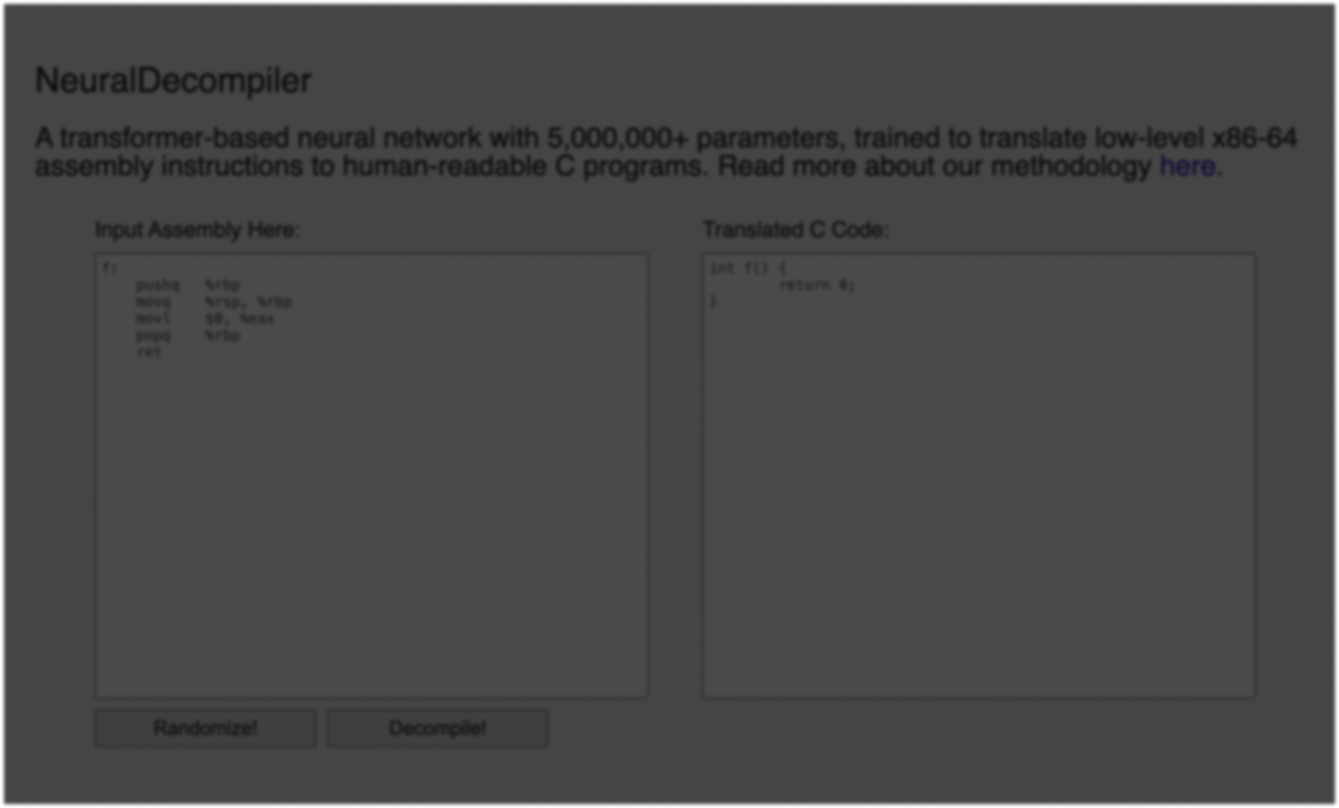 NeuralDecompiler
A transformer-based neural network with 5,000,000+ parameters, trained to translate low-level x86-64
assembly instructions to human-readable C programs. Read more about our methodology here.
Input Assembly Here:
Translated C Code:
f:
pushq %rbp
movq %rsp, %rbp
movl $0, %eax
popq %rbp
ret
int f() {
return 0;
}
Randomize!
Decompile!